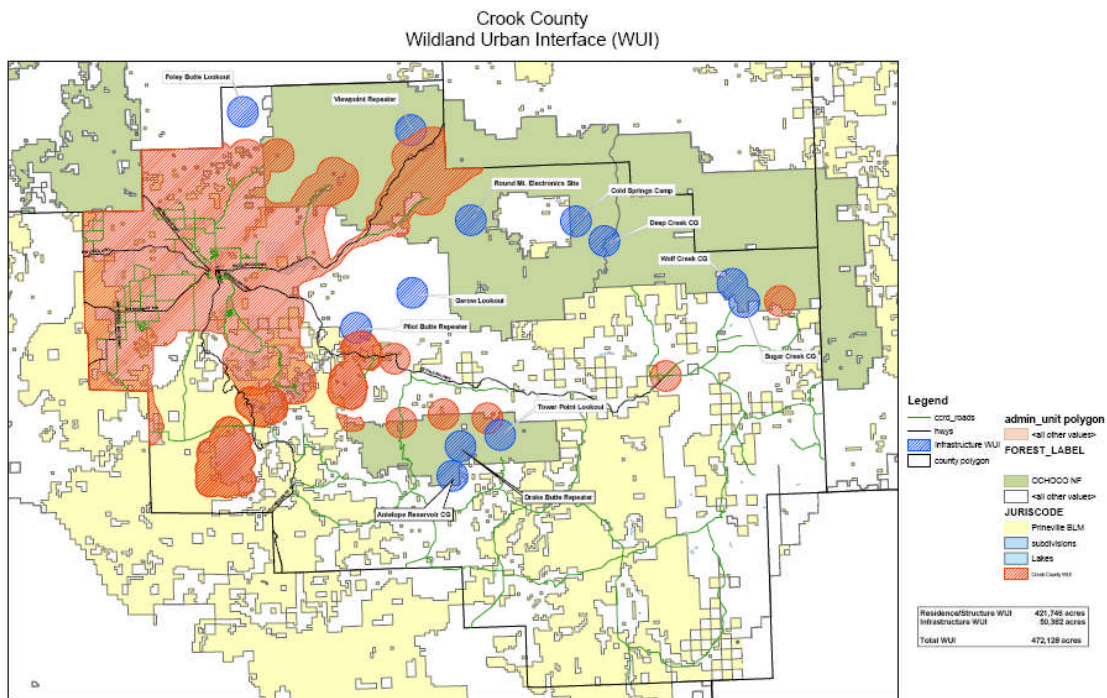 Crook County
Wildland Urban Interface (WUI)
Foley Butte Lookout
Viewpoint Repeater
Round Mt. Electronics Site
Cold Springs Camp
Deep Creek CG
Wolf Creek CG
Gerow Lookout
Pilot Butte Repeater
Sugar Creek CG
Tower Point Lookout
Drake Butte Repeater
Antelope Reservoir CG
Legend
ccrd_roads
hwys
Infrastructure WUI
county polygon
admin_unit polygon
<all other values>
FOREST_LABEL
OCHOCO NF
<all other values>
JURISCODE
Prineville BLM
subdivisions
Lakes
Crook County WUI
Residence/Structure WUI 421,746 acres
Infrastructure WUI 50,382 acres
Total WUI 472,128 acres